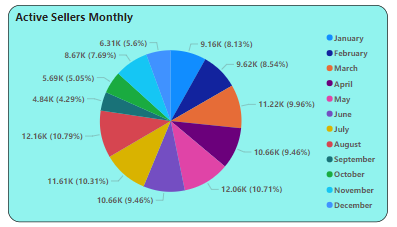 Active Sellers Monthly
6.31K (5.6%)
9.16K (8.13%)
8.67K (7.69%)
9.62K (8.54%)
5.69K (5.05%)
11.22K (9.96%)
4.84K (4.29%)
12.16K (10.79%)
10.66K (9.46%)
11.61K (10.31%)
12.06K (10.71%)
10.66K (9.46%)
January
February
March
April
May
June
July
August
September
October
November
December